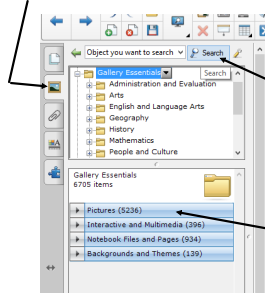 Object you want to search
Search
Gallery Essentials
Search
Administration and Evaluation
Arts
English and Language Arts
Geography
History
Mathematics
People and Culture
Gallery Essentials
6705 items
Pictures (5236)
Interactive and Multimedia (396)
Notebook Files and Pages (934)
Backgrounds and Themes (139)